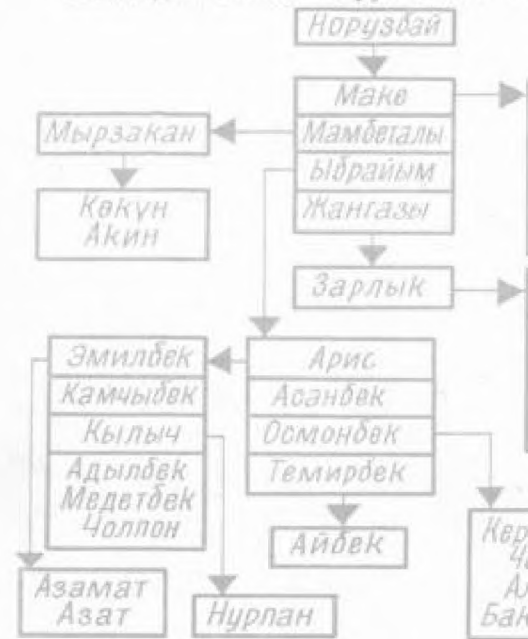 Норузбай
Маке
Мырзакан
Мамбеталы
Ыбрайым
Көкүн
Акин
Жангазы
Зарлык
Эмилбек
Арис
Камчыбек
Асанбек
Кылыч
Осмонбек
Адылбек
Медетбек
Чолпон
Темирбек
Айбек
Азамат
Азат
Нурлан